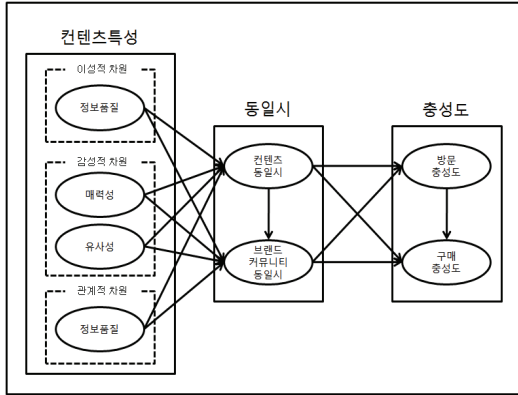 컨텐츠특성
이성적 차원
정보품질
감성적 차원
매력성
유사성
관계적 차원
정보품질
동일시
컨텐츠
동일시
브랜드
커뮤니티
동일시
충성도
방문
충성도
구매
충성도